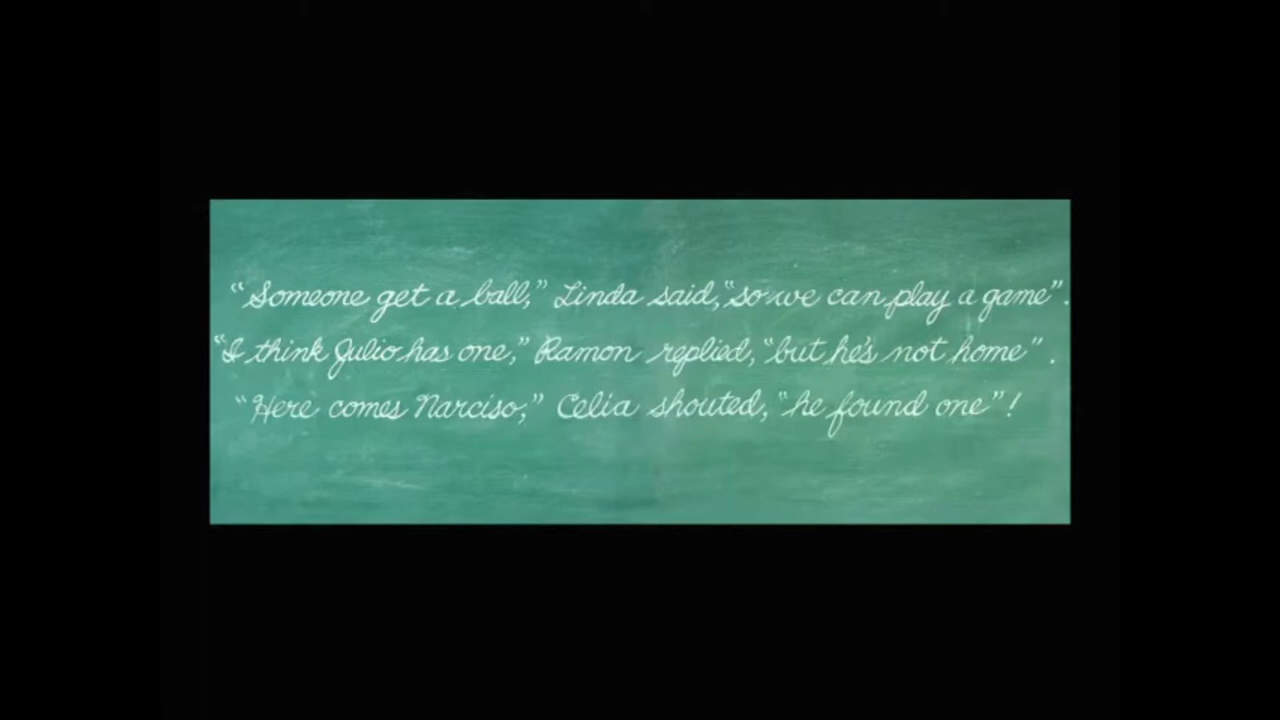 “Someone get a ball,” Linda said, “so we can play a game”.
“I think Julio has one,” Ramon replied, “but he's not home”.
“Here comes Narciso,” Celia shouted, “he found one”!